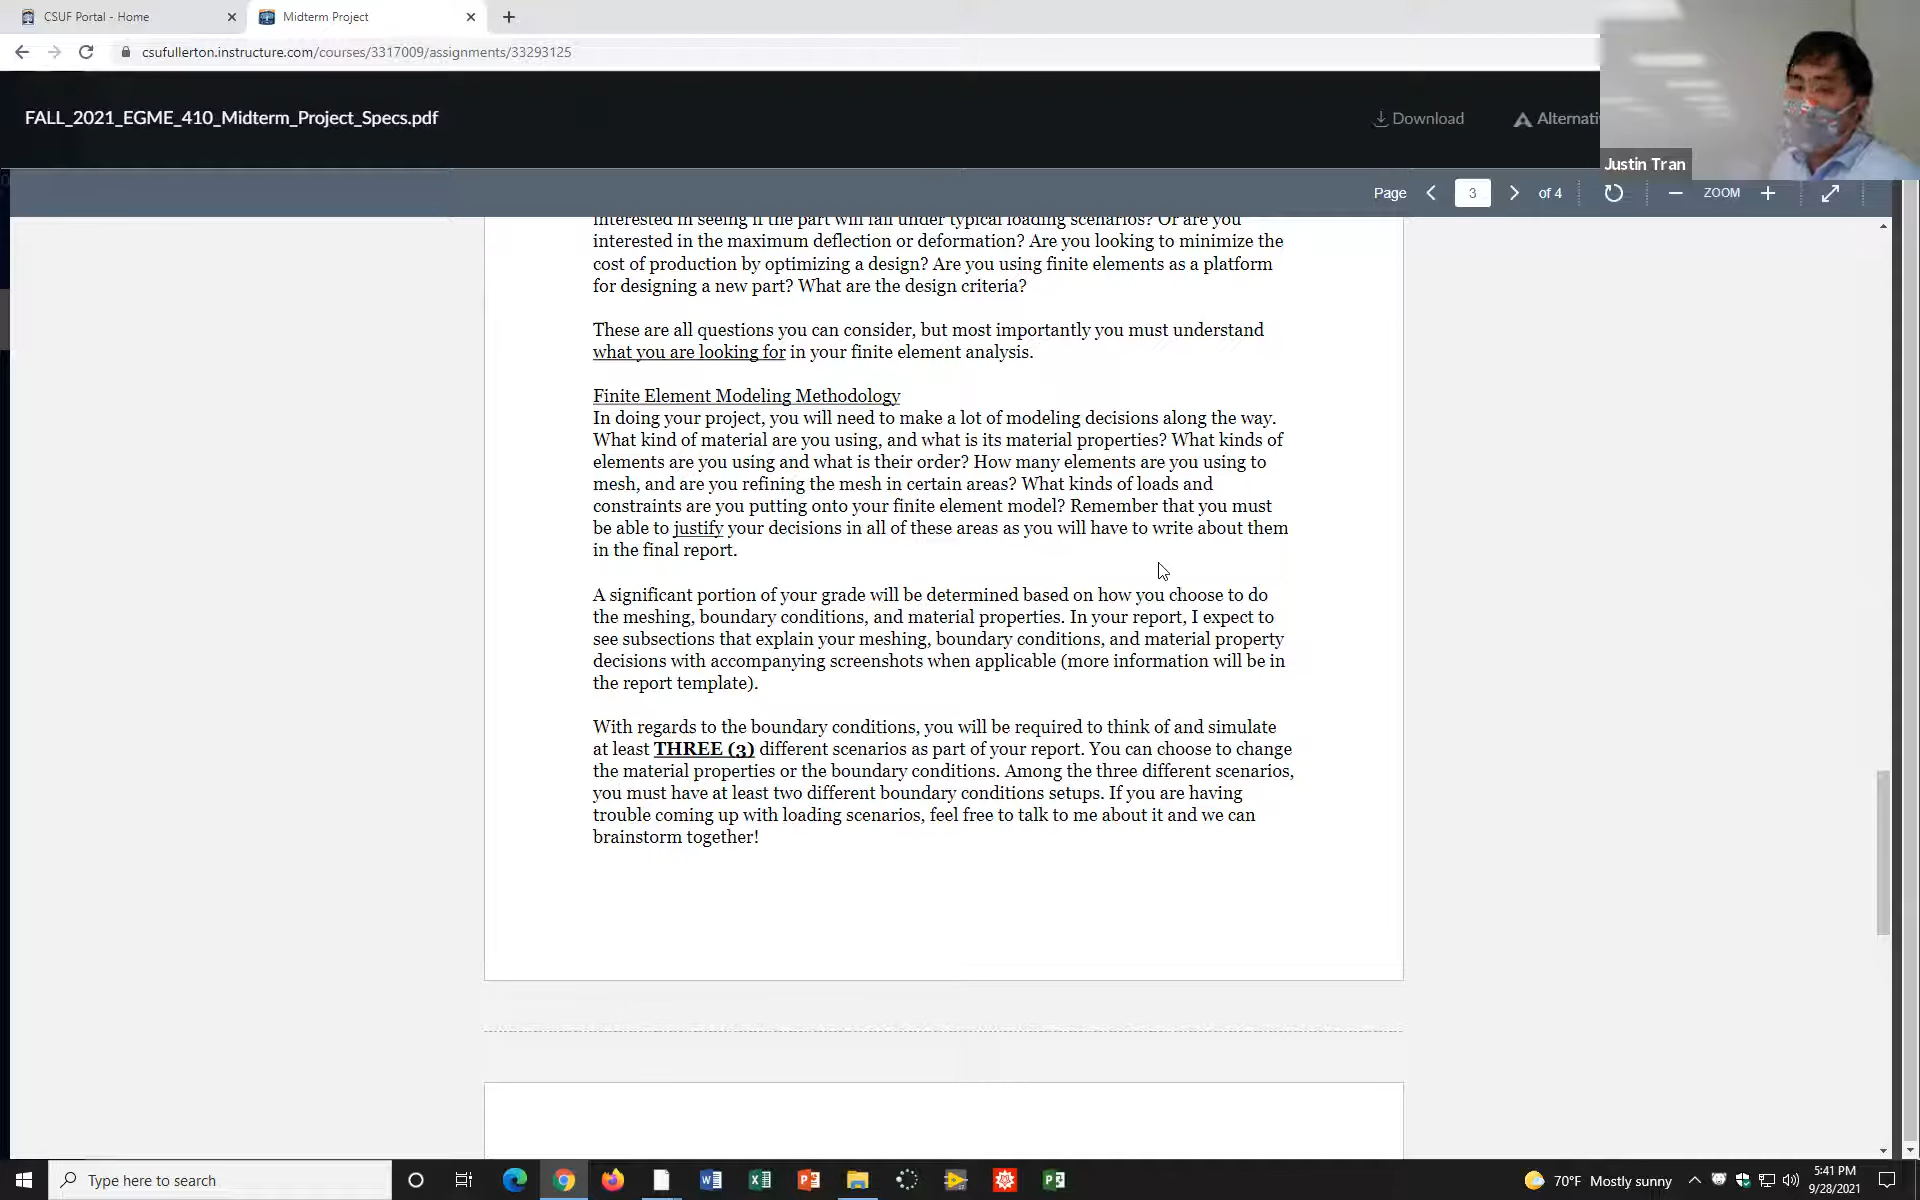 CSUF Portal - Home
Midterm Project
csufullerton.instructure.com/courses/3317009/assignments/33293125
FALL_2021_EGME_410_Midterm_Project_Specs.pdf
Download
Alternati
Justin Tran
Page 3 of 4
ZOOM
interested in seeing if the part will fail under typical loading scenarios? Or are you
interested in the maximum deflection or deformation? Are you looking to minimize the
cost of production by optimizing a design? Are you using finite elements as a platform
for designing a new part? What are the design criteria?
These are all questions you can consider, but most importantly you must understand
what you are looking for in your finite element analysis.
Finite Element Modeling Methodology
In doing your project, you will need to make a lot of modeling decisions along the way.
What kind of material are you using, and what is its material properties? What kinds of
elements are you using and what is their order? How many elements are you using to
mesh, and are you refining the mesh in certain areas? What kinds of loads and
constraints are you putting onto your finite element model? Remember that you must
be able to justify your decisions in all of these areas as you will have to write about them
in the final report.
A significant portion of your grade will be determined based on how you choose to do
the meshing, boundary conditions, and material properties. In your report, I expect to
see subsections that explain your meshing, boundary conditions, and material property
decisions with accompanying screenshots when applicable (more information will be in
the report template).
With regards to the boundary conditions, you will be required to think of and simulate
at least THREE (3) different scenarios as part of your report. You can choose to change
the material properties or the boundary conditions. Among the three different scenarios,
you must have at least two different boundary conditions setups. If you are having
trouble coming up with loading scenarios, feel free to talk to me about it and we can
brainstorm together!
Type here to search
70°F Mostly sunny
5:41 PM
9/28/2021